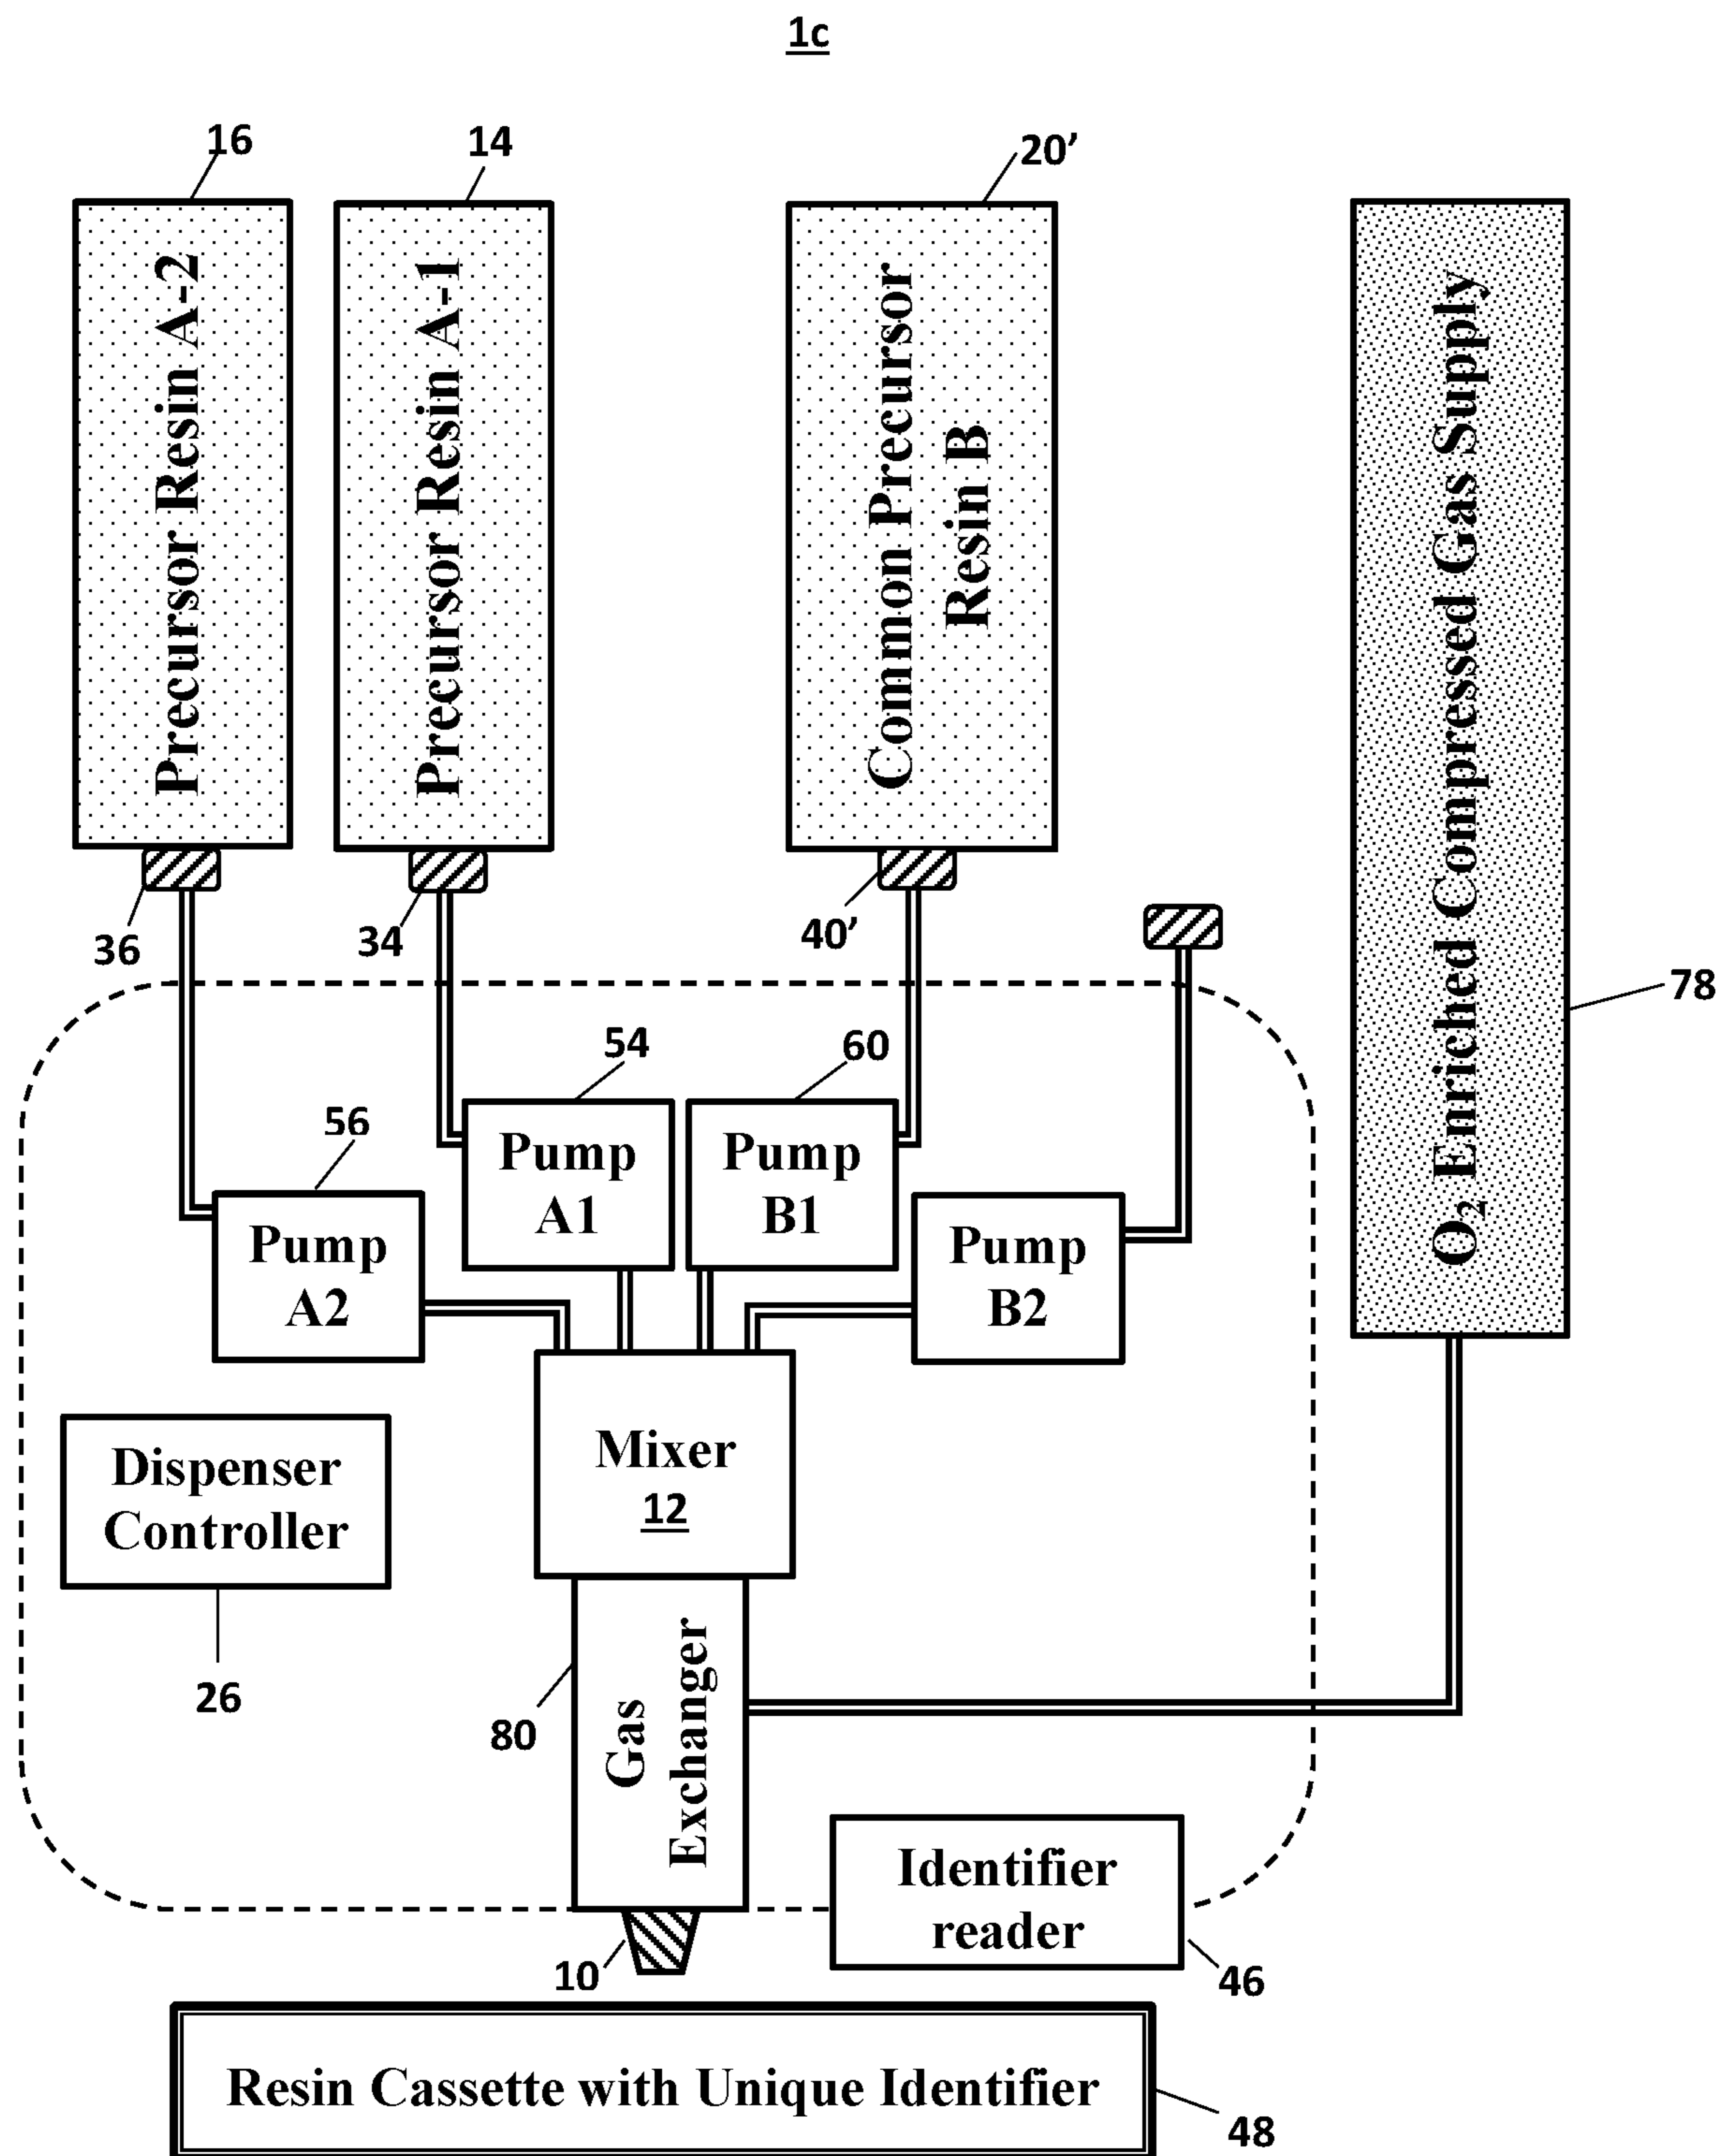 1c
16
14
20’
Precursor Resin A-2
Precursor Resin A-1
Common Precursor
Resin B
O₂ Enriched Compressed Gas Supply
36
34
40’
78
54
60
56
Pump
A1
Pump
B1
Pump
A2
Pump
B2
Mixer
12
Dispenser
Controller
26
80
Gas
Exchanger
Identifier
reader
10
46
Resin Cassette with Unique Identifier
48